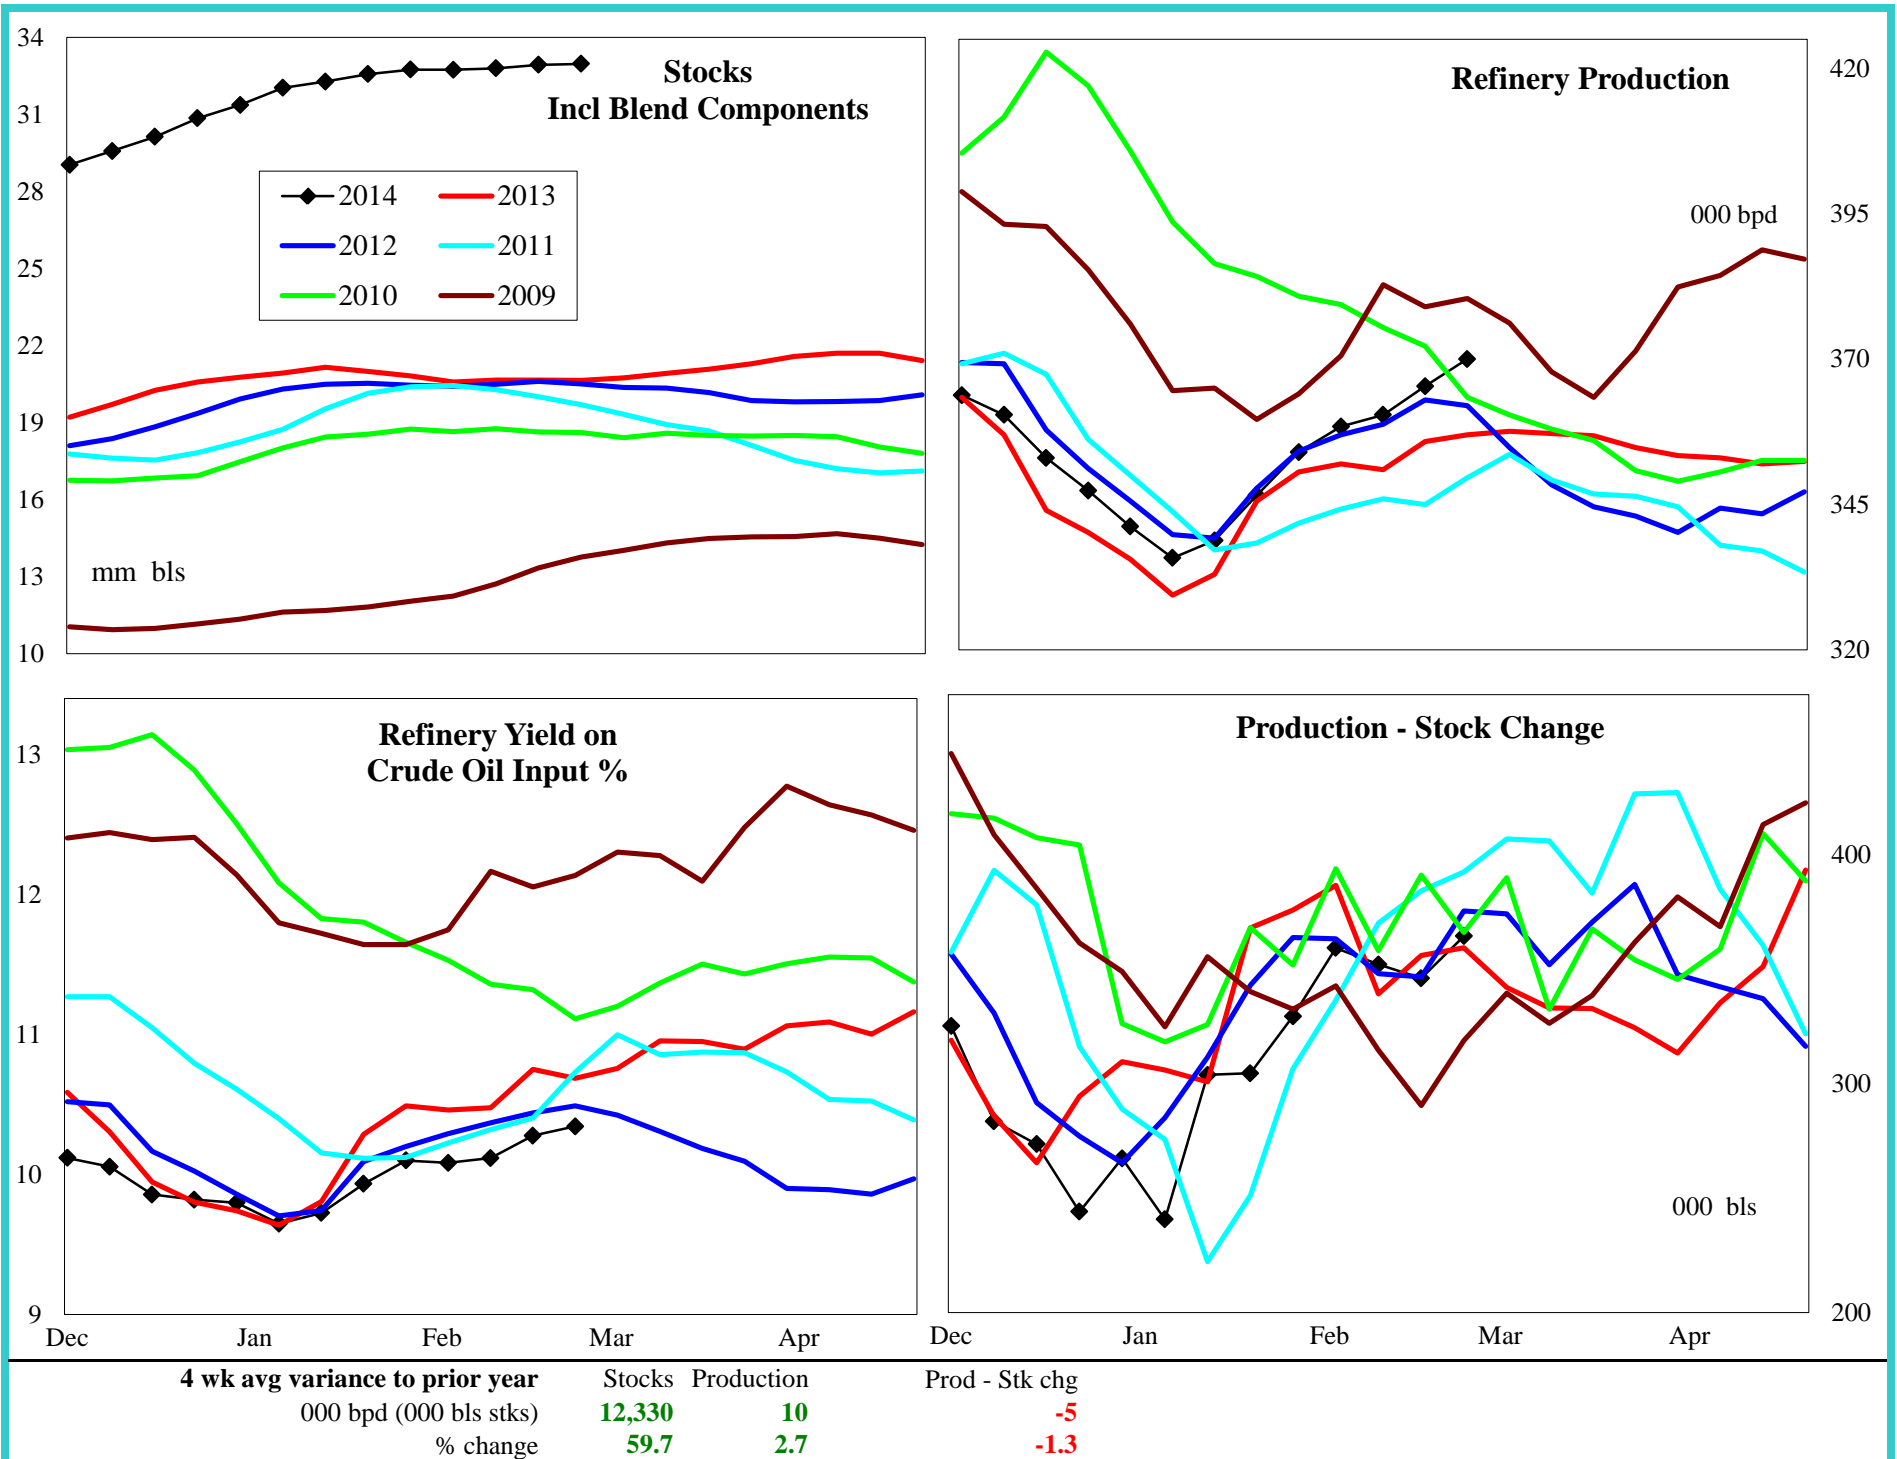 34
31
28
25
22
19
16
13
10
Stocks
Incl Blend Components
2014
2013
2012
2011
2010
2009
mm bls
Refinery Production
000 bpd
420
395
370
345
320
Refinery Yield on
Crude Oil Input %
13
12
11
10
9
Dec Jan Feb Mar Apr
Production - Stock Change
400
300
200
000 bls
Dec Jan Feb Mar Apr
4 wk avg variance to prior year Stocks Production Prod - Stk chg
000 bpd (000 bls stks) 12,330 10 -5
% change 59.7 2.7 -1.3